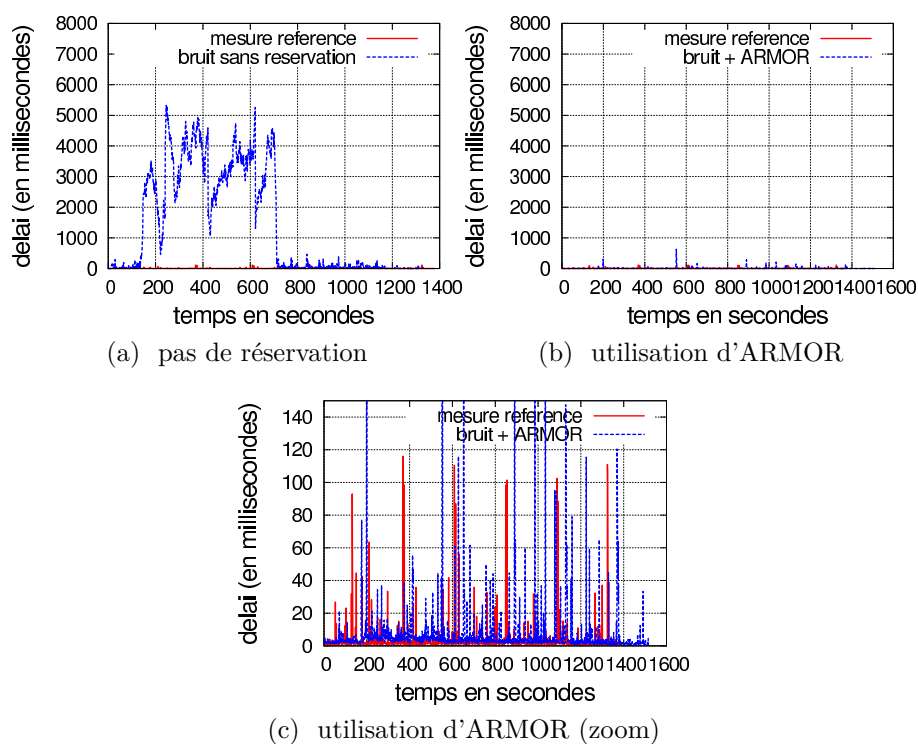 8000
7000
6000
5000
4000
3000
2000
1000
0
delai (en millisecondes)
mesure reference
bruit sans reservation
0 200 400 600 800 1000 1200 1400
temps en secondes
(a) pas de réservation
8000
7000
6000
5000
4000
3000
2000
1000
0
delai (en millisecondes)
mesure reference
bruit + ARMOR
0 200 400 600 800 1000 1200 1400 1600
temps en secondes
(b) utilisation d'ARMOR
140
120
100
80
60
40
20
0
delai (en millisecondes)
mesure reference
bruit + ARMOR
0 200 400 600 800 1000 1200 1400 1600
temps en secondes
(c) utilisation d'ARMOR (zoom)